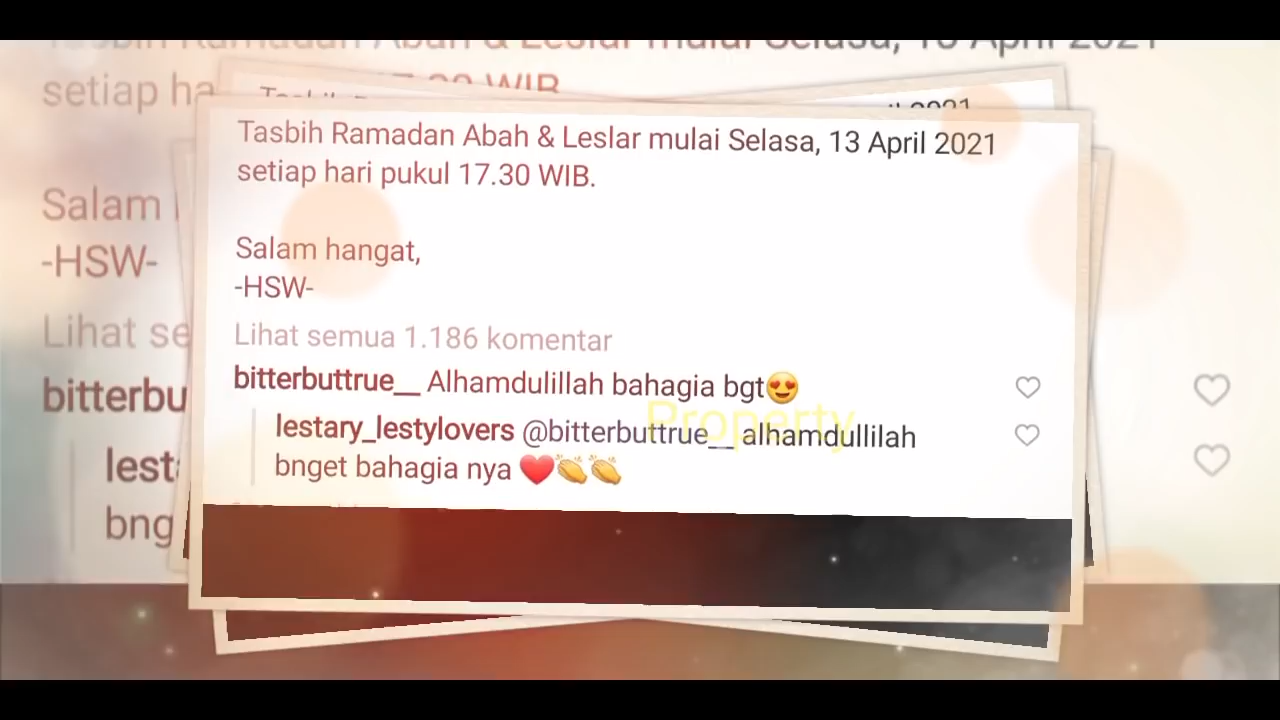 Tasbih Ramadan Abah & Leslar mulai Selasa, 13 April 2021
setiap hari pukul 17.30 WIB.
Salam hangat,
-HSW-
Lihat semua 1.186 komentar
bitterbuttrue__ Alhamdulillah bahagia bgt😍
lestary_lestylovers @bitterbuttrue__ alhamdullilah
bnget bahagia nya ❤️👏👏
Property